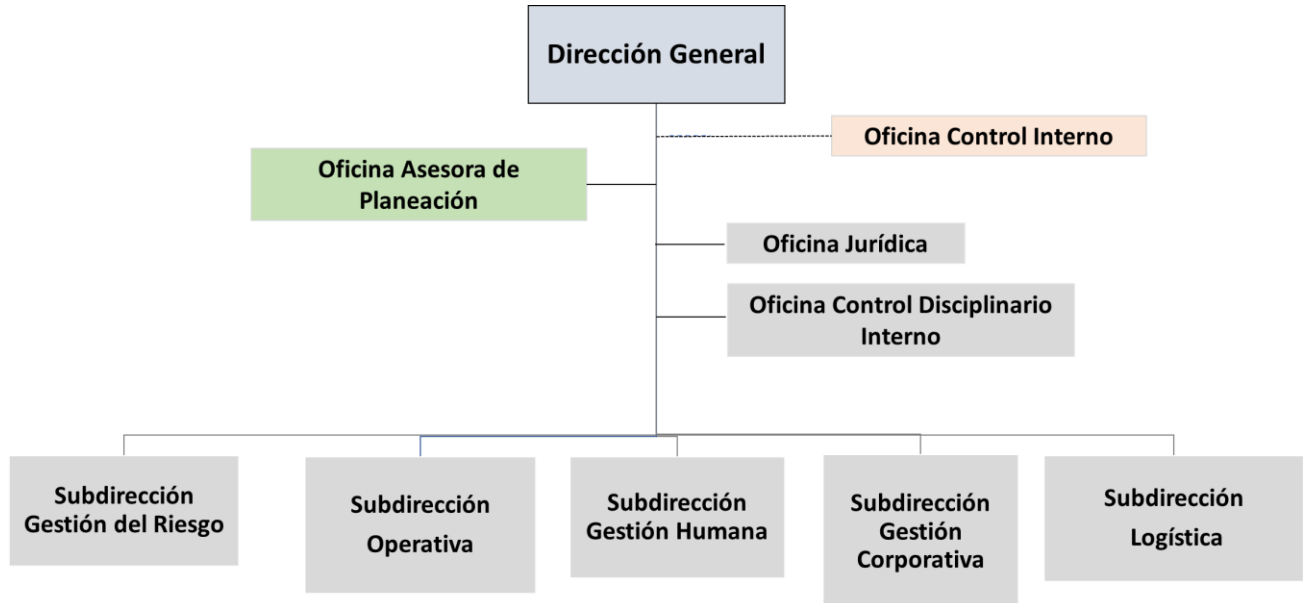 Dirección General
Oficina Control Interno
Oficina Asesora de
Planeación
Oficina Jurídica
Oficina Control Disciplinario
Interno
Subdirección
Gestión del Riesgo
Subdirección
Operativa
Subdirección
Gestión Humana
Subdirección
Gestión
Corporativa
Subdirección
Logística